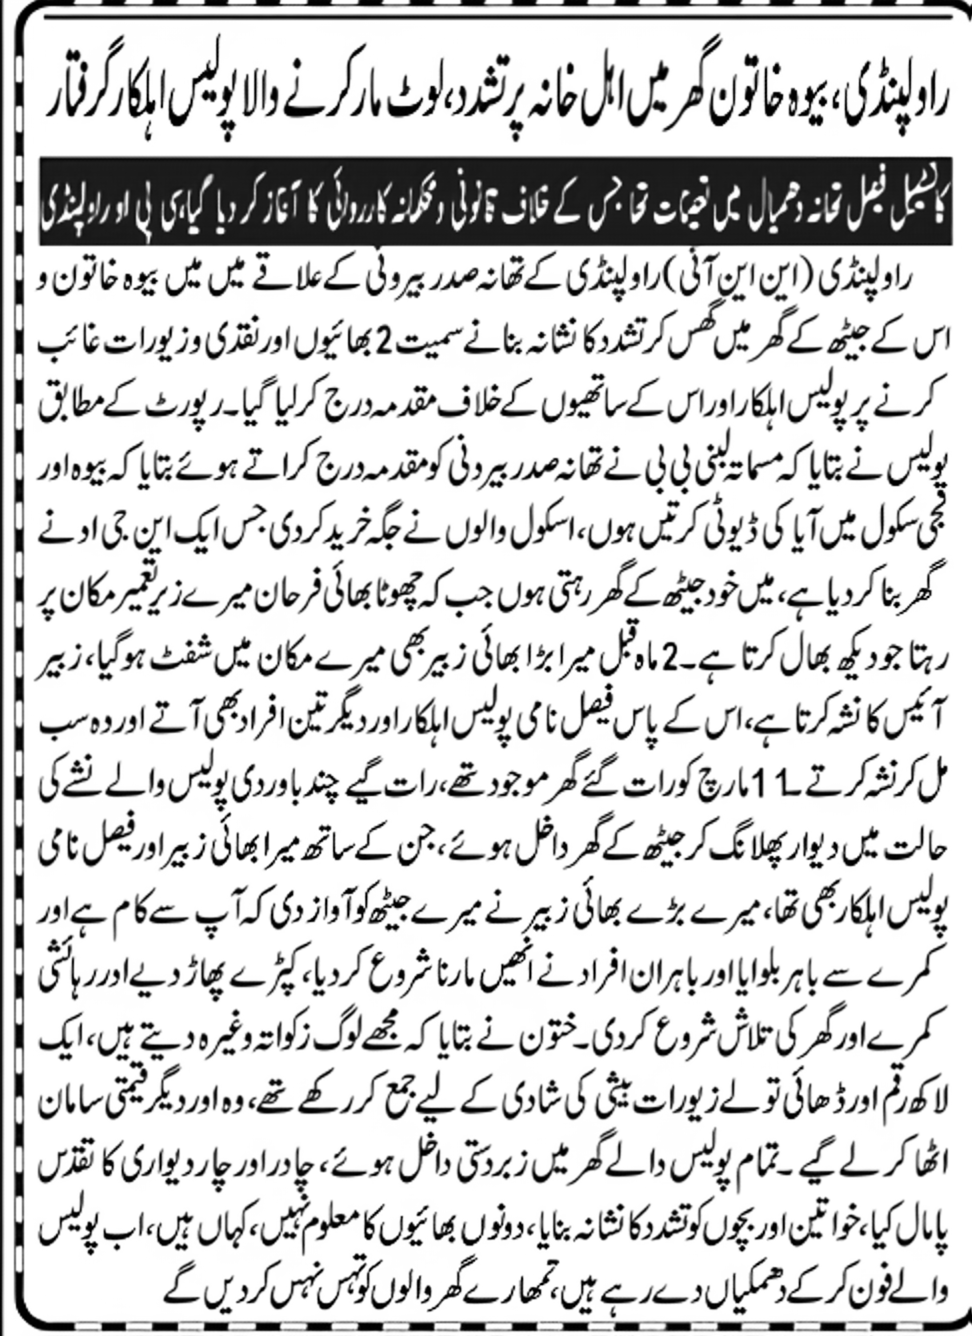 راولپنڈی، بیوہ خاتون گھر میں اہل خانہ پر تشدد، لوٹ مار کرنے والا پولیس اہلکار گرفتار
کانسٹیبل فیصل تھانہ دھمیال میں تعینات تھا جس کے خلاف قانونی و محکمانہ کارروائی کا آغاز کر دیا گیا، سی پی او راولپنڈی
راولپنڈی (این این آئی) راولپنڈی کے تھانہ صدر بیرونی کے علاقے میں میں بیوہ خاتون و
اس کے جیٹھ کے گھر میں گھس کر تشدد کا نشانہ بنانے سمیت 2 بھائیوں اور نقدی و زیورات غائب
کرنے پر پولیس اہلکار اور اس کے ساتھیوں کے خلاف مقدمہ درج کرلیا گیا۔ رپورٹ کے مطابق
پولیس نے بتایا کہ مسماۃ لبنیٰ بی بی نے تھانہ صدر بیرونی کو مقدمہ درج کراتے ہوئے بتایا کہ بیوہ اور
نجی سکول میں آیا کی ڈیوٹی کرتیں ہوں، اسکول والوں نے جگہ خرید کر دی جس ایک این جی او نے
گھر بنا کر دیا ہے، میں خود جیٹھ کے گھر رہتی ہوں جب کہ چھوٹا بھائی فرحان میرے زیر تعمیر مکان پر
رہتا جو دیکھ بھال کرتا ہے۔ 2 ماہ قبل میرا بڑا بھائی زبیر بھی میرے مکان میں شفٹ ہوگیا، زبیر
آئیس کا نشہ کرتا ہے، اس کے پاس فیصل نامی پولیس اہلکار اور دیگر تین افراد بھی آتے اور وہ سب
مل کر نشہ کرتے۔ 11 مارچ کو رات گئے گھر موجود تھے، رات گیے چند باوردی پولیس والے نشے کی
حالت میں دیوار پھلانگ کر جیٹھ کے گھر داخل ہوئے، جن کے ساتھ میرا بھائی زبیر اور فیصل نامی
پولیس اہلکار بھی تھا، میرے بڑے بھائی زبیر نے میرے جیٹھ کو آواز دی کہ آپ سے کام ہے اور
کمرے سے باہر بلوایا اور باہر ان افراد نے انھیں مارنا شروع کر دیا، کپڑے پھاڑ دیے اور رہائشی
کمرے اور گھر کی تلاش شروع کردی۔ ختون نے بتایا کہ مجھے لوگ زکواتہ وغیرہ دیتے ہیں، ایک
لاکھ رقم اور ڈھائی تولے زیورات بیٹی کی شادی کے لیے جمع کر رکھے تھے، وہ اور دیگر قیمتی سامان
اٹھا کر لے گیے۔ تمام پولیس والے گھر میں زبردستی داخل ہوئے، چادر اور چار دیواری کا تقدس
پامال کیا، خواتین اور بچوں کو تشدد کا نشانہ بنایا، دونوں بھائیوں کا معلوم نہیں، کہاں ہیں، اب پولیس
والے فون کر کے دھمکیاں دے رہے ہیں، تمھارے گھر والوں کو تہس نہس کر دیں گے